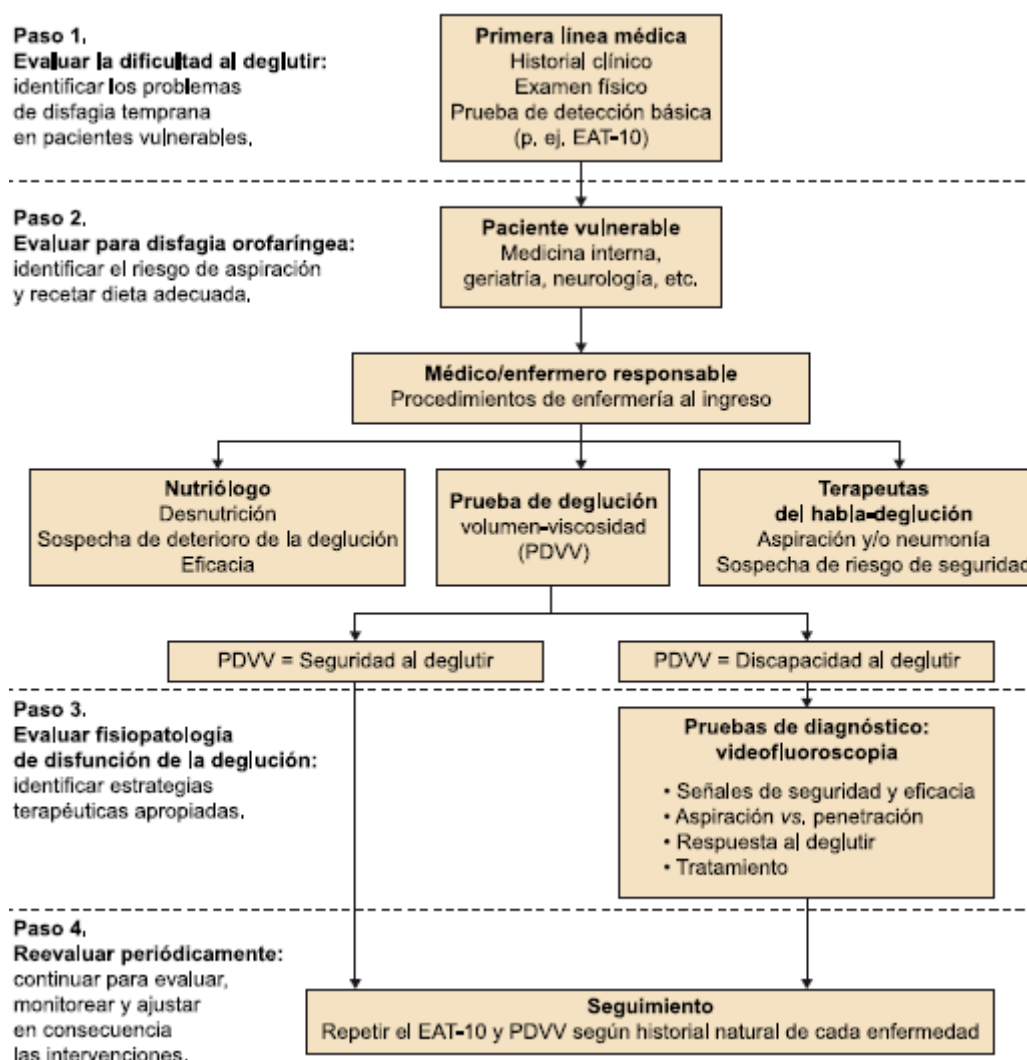 Paso 1.
Evaluar la dificultad al deglutir:
identificar los problemas
de disfagia temprana
en pacientes vulnerables.
Primera línea médica
Historial clínico
Examen físico
Prueba de detección básica
(p. ej. EAT-10)
Paso 2.
Evaluar para disfagia orofaríngea:
identificar el riesgo de aspiración
y recetar dieta adecuada.
Paciente vulnerable
Medicina interna,
geriatría, neurología, etc.
Médico/enfermero responsable
Procedimientos de enfermería al ingreso
Nutriólogo
Desnutrición
Sospecha de deterioro de la deglución
Eficacia
Prueba de deglución
volumen-viscosidad
(PDVV)
Terapeutas
del habla-deglución
Aspiración y/o neumonía
Sospecha de riesgo de seguridad
PDVV = Seguridad al deglutir
PDVV = Discapacidad al deglutir
Paso 3.
Evaluar fisiopatología
de disfunción de la deglución:
identificar estrategias
terapéuticas apropiadas.
Pruebas de diagnóstico:
videofluoroscopia
• Señales de seguridad y eficacia
• Aspiración vs. penetración
• Respuesta al deglutir
• Tratamiento
Paso 4.
Reevaluar periódicamente:
continuar para evaluar,
monitorear y ajustar
en consecuencia
las intervenciones.
Seguimiento
Repetir el EAT-10 y PDVV según historial natural de cada enfermedad